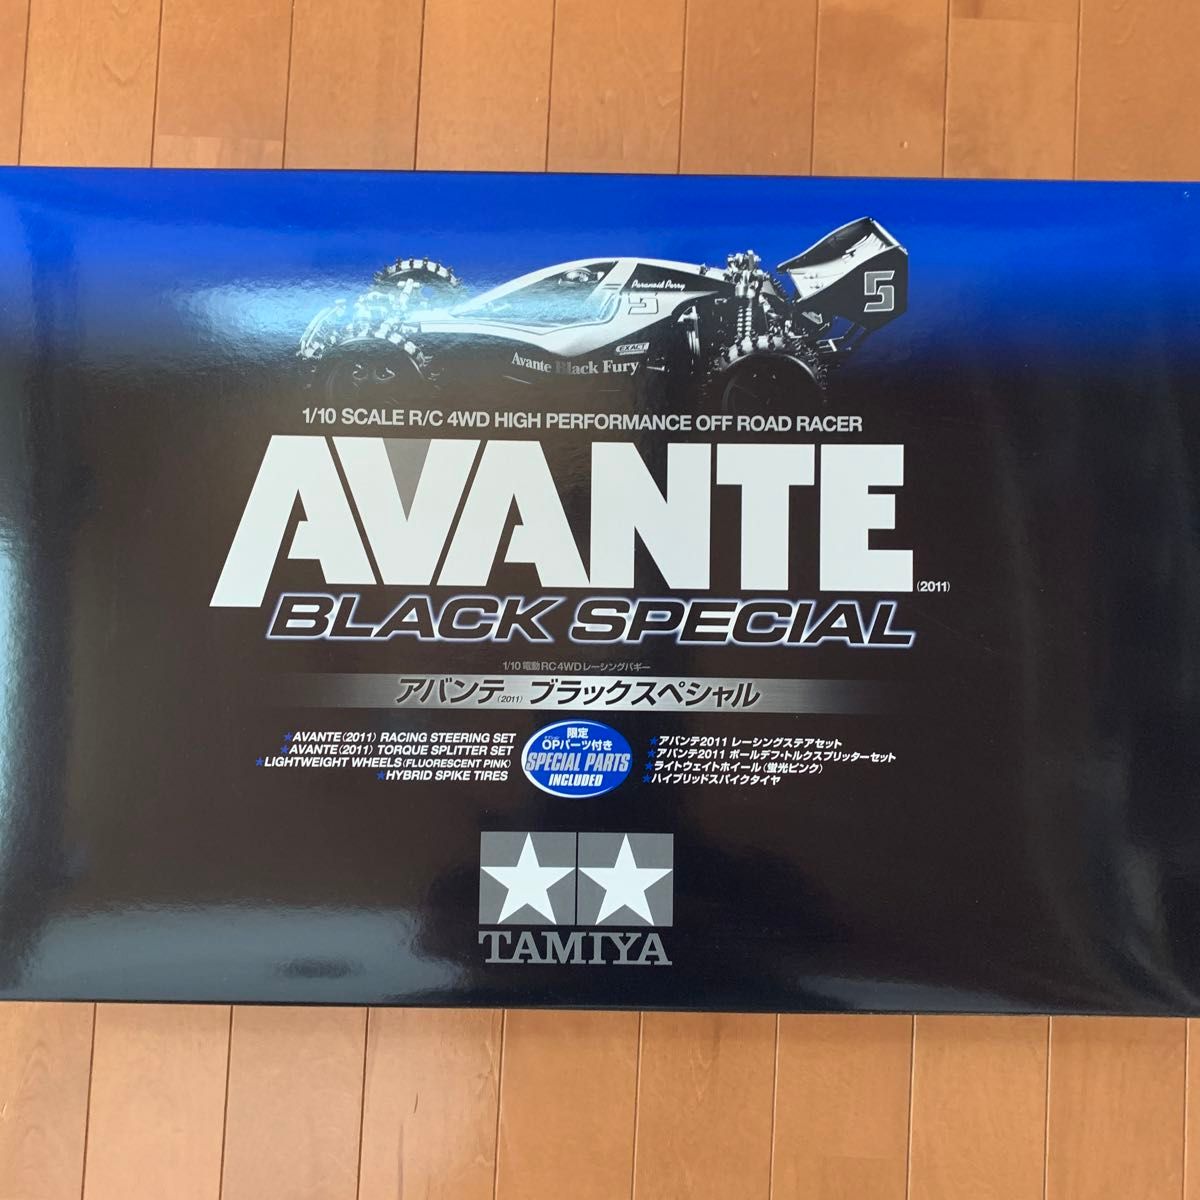 5
Paranoid Perry
5
EXACT
Avante Black Fury
1/10 SCALE R/C 4WD HIGH PERFORMANCE OFF ROAD RACER
AVANTE
(2011)
BLACK SPECIAL
1/10 電動RC4WDレーシングバギー
アバンテ(2011) ブラックスペシャル
★AVANTE(2011) RACING STEERING SET
★AVANTE(2011) TORQUE SPLITTER SET
★LIGHTWEIGHT WHEELS(FLUORESCENT PINK)
★HYBRID SPIKE TIRES
限定
オプション
OPパーツ付き
SPECIAL PARTS
INCLUDED
★アバンテ2011 レーシングステアセット
★アバンテ2011 ボールデフ・トルクスプリッターセット
★ライトウェイトホイール(蛍光ピンク)
★ハイブリッドスパイクタイヤ
TAMIYA